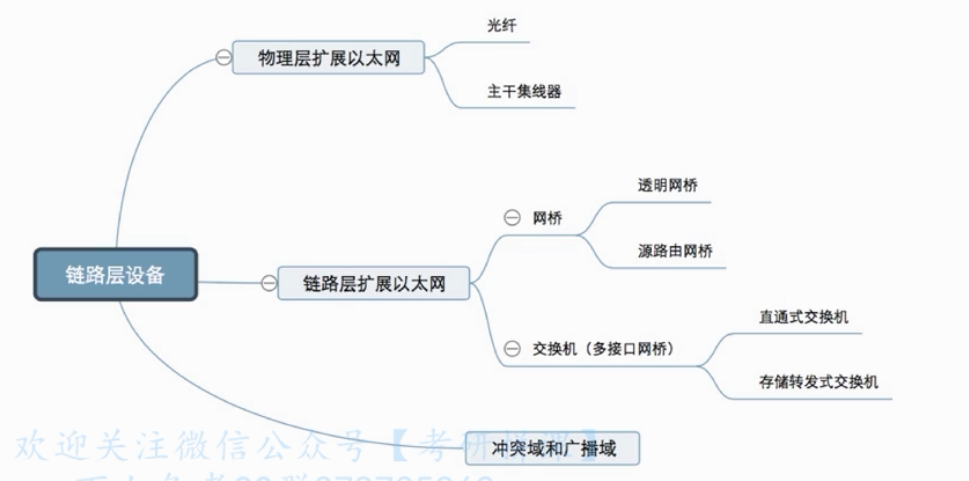 光纤
物理层扩展以太网
主干集线器
透明网桥
网桥
源路由网桥
链路层设备
链路层扩展以太网
直通式交换机
交换机（多接口网桥）
存储转发式交换机
冲突域和广播域
欢迎关注微信公众号【考研